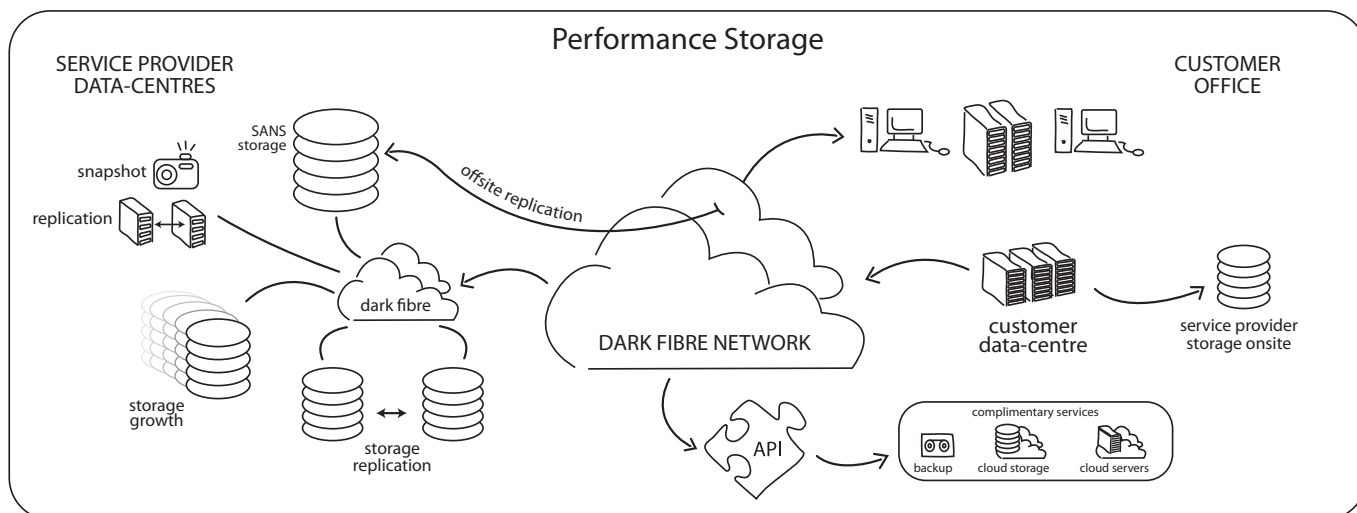 Performance Storage
SERVICE PROVIDER
DATA-CENTRES
CUSTOMER
OFFICE
SANS
storage
snapshot
replication
offsite replication
dark fibre
DARK FIBRE NETWORK
customer
data-centre
service provider
storage onsite
storage
growth
storage
replication
API
complimentary services
backup
cloud storage
cloud servers